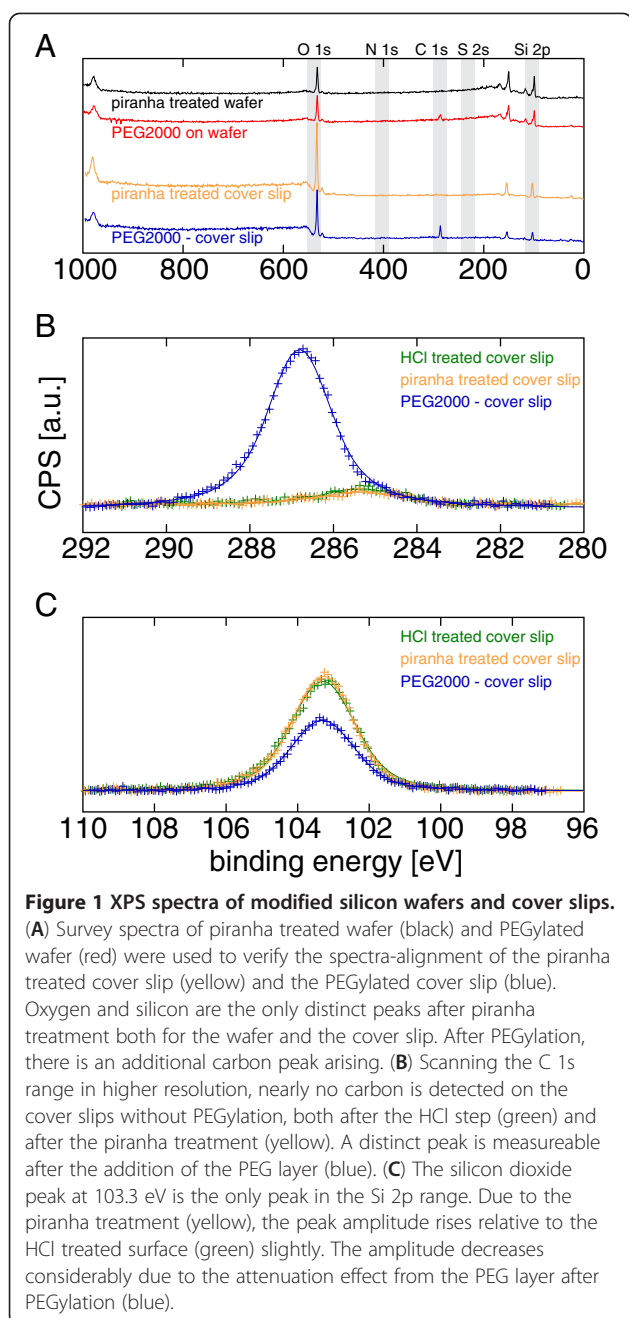 A
O 1s N 1s C 1s S 2s Si 2p
piranha treated wafer
PEG2000 on wafer
piranha treated cover slip
PEG2000 - cover slip
1000 800 600 400 200 0
B
HCl treated cover slip
piranha treated cover slip
PEG2000 - cover slip
CPS [a.u.]
292 290 288 286 284 282 280
C
HCl treated cover slip
piranha treated cover slip
PEG2000 - cover slip
110 108 106 104 102 100 98 96
binding energy [eV]
Figure 1 XPS spectra of modified silicon wafers and cover slips.
(A) Survey spectra of piranha treated wafer (black) and PEGylated
wafer (red) were used to verify the spectra-alignment of the piranha
treated cover slip (yellow) and the PEGylated cover slip (blue).
Oxygen and silicon are the only distinct peaks after piranha
treatment both for the wafer and the cover slip. After PEGylation,
there is an additional carbon peak arising. (B) Scanning the C 1s
range in higher resolution, nearly no carbon is detected on the
cover slips without PEGylation, both after the HCl step (green) and
after the piranha treatment (yellow). A distinct peak is measureable
after the addition of the PEG layer (blue). (C) The silicon dioxide
peak at 103.3 eV is the only peak in the Si 2p range. Due to the
piranha treatment (yellow), the peak amplitude rises relative to the
HCl treated surface (green) slightly. The amplitude decreases
considerably due to the attenuation effect from the PEG layer after
PEGylation (blue).